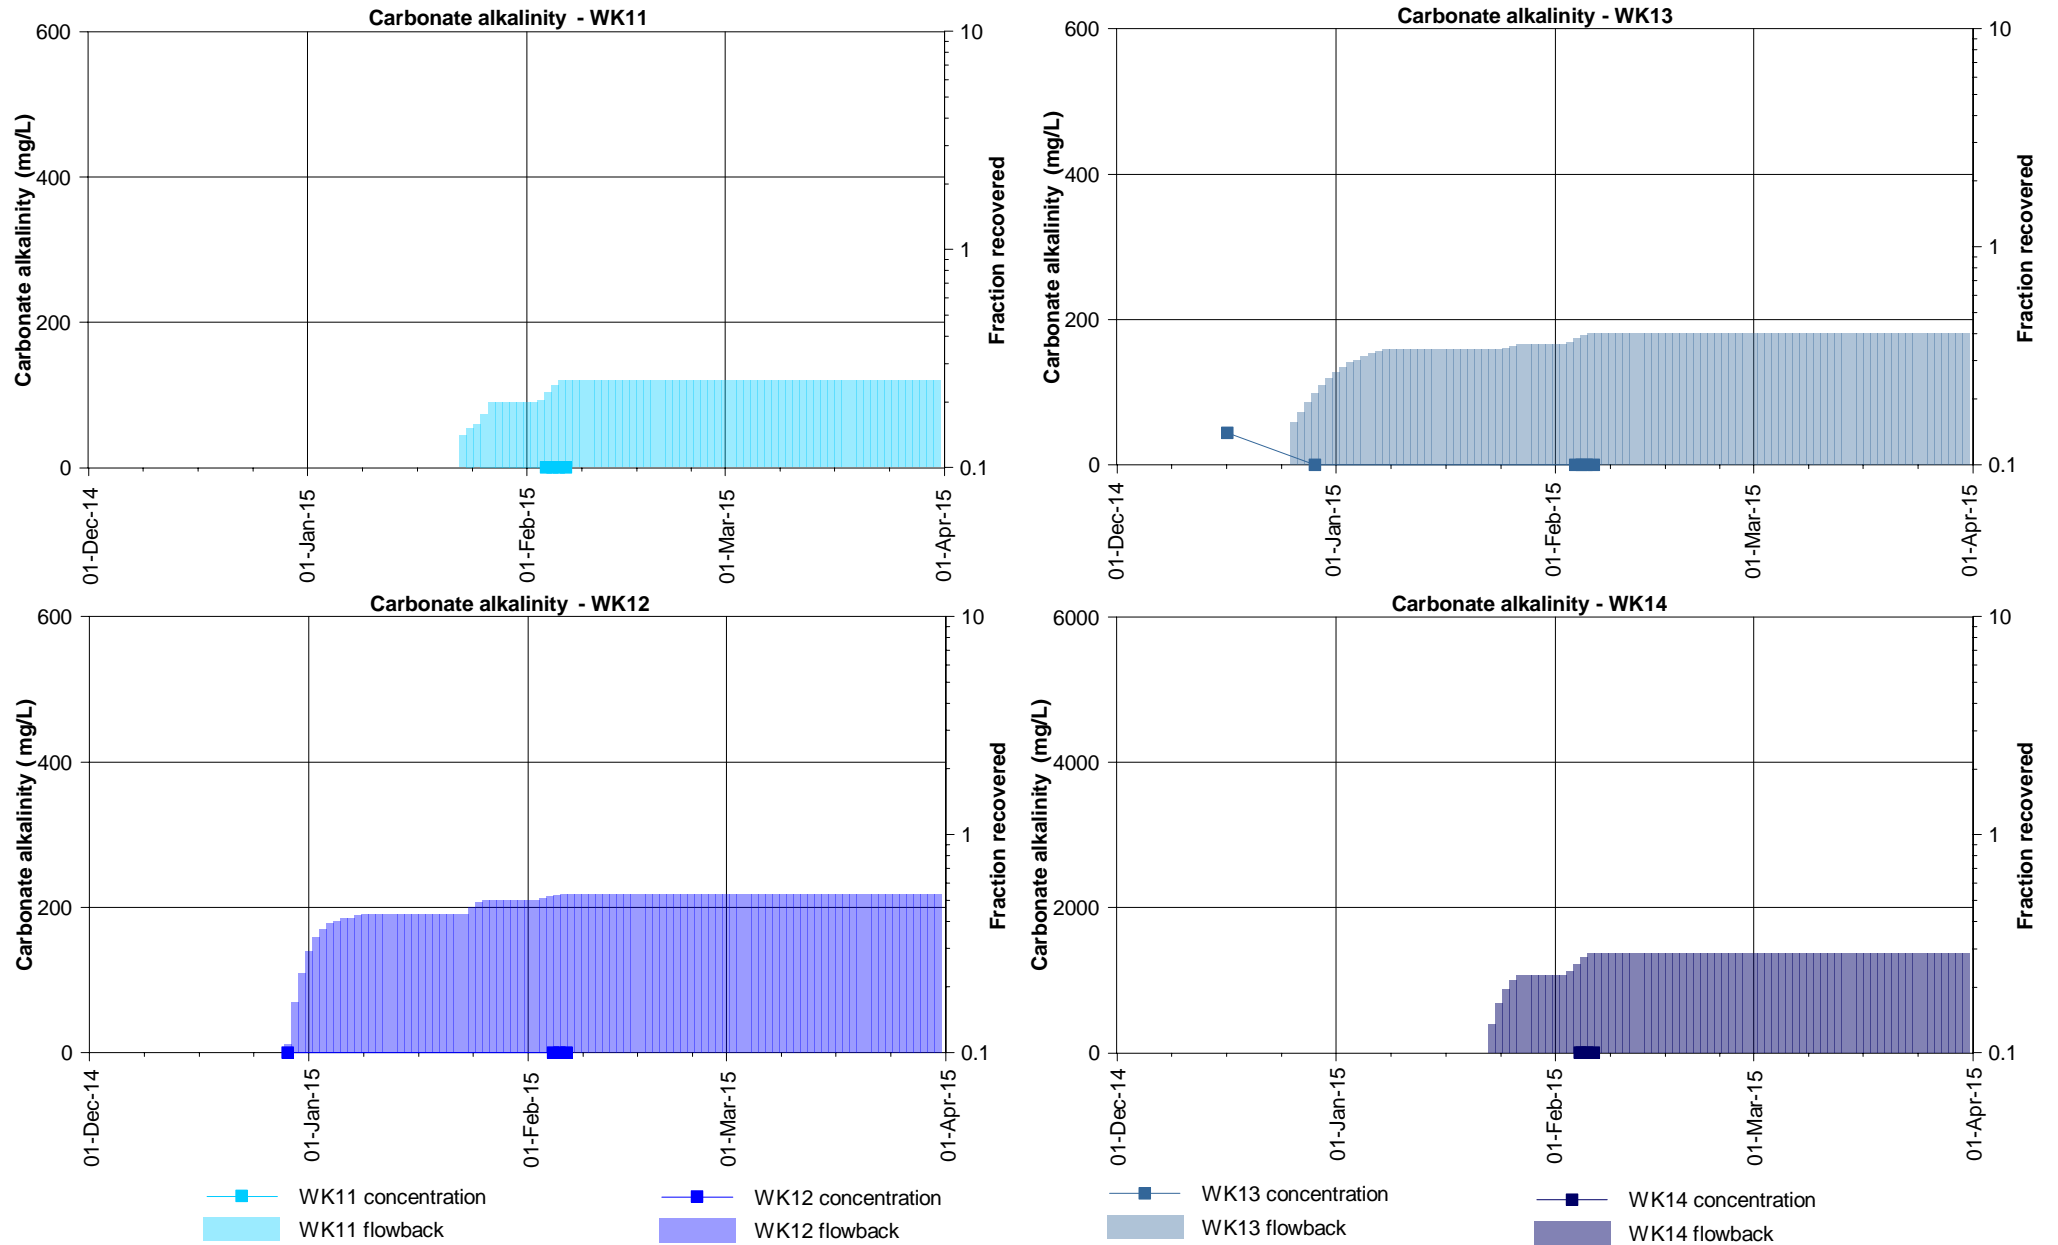 Carbonate alkalinity - WK11
600
400
200
0
10
1
0.1
Carbonate alkalinity (mg/L)
Fraction recovered
01-Dec-14
01-Jan-15
01-Feb-15
01-Mar-15
01-Apr-15
Carbonate alkalinity - WK13
600
400
200
0
10
1
0.1
Carbonate alkalinity (mg/L)
Fraction recovered
01-Dec-14
01-Jan-15
01-Feb-15
01-Mar-15
01-Apr-15
Carbonate alkalinity - WK12
600
400
200
0
10
1
0.1
Carbonate alkalinity (mg/L)
Fraction recovered
01-Dec-14
01-Jan-15
01-Feb-15
01-Mar-15
01-Apr-15
Carbonate alkalinity - WK14
6000
4000
2000
0
10
1
0.1
Carbonate alkalinity (mg/L)
Fraction recovered
01-Dec-14
01-Jan-15
01-Feb-15
01-Mar-15
01-Apr-15
WK11 concentration
WK11 flowback
WK12 concentration
WK12 flowback
WK13 concentration
WK13 flowback
WK14 concentration
WK14 flowback